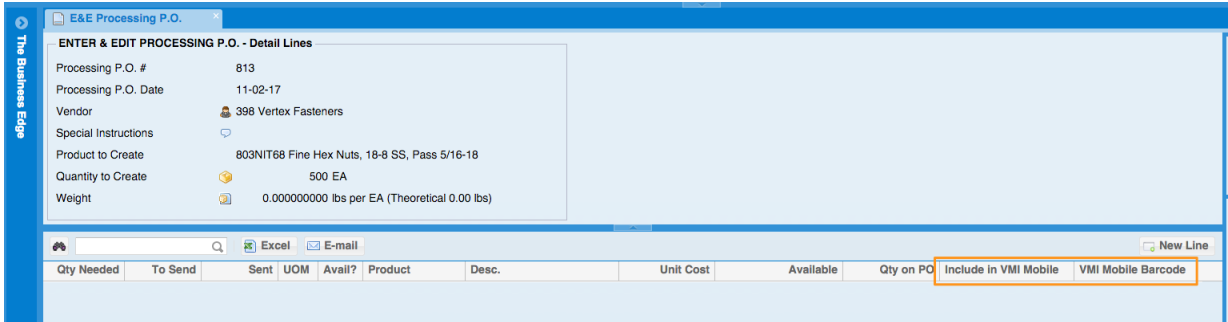 E&E Processing P.O.
The Business Edge
ENTER & EDIT PROCESSING P.O. - Detail Lines
Processing P.O. # 813
Processing P.O. Date 11-02-17
Vendor 398 Vertex Fasteners
Special Instructions
Product to Create 803NIT68 Fine Hex Nuts, 18-8 SS, Pass 5/16-18
Quantity to Create 500 EA
Weight 0.000000000 lbs per EA (Theoretical 0.00 lbs)
Excel E-mail New Line
Qty Needed To Send Sent UOM Avail? Product Desc. Unit Cost Available Qty on PO Include in VMI Mobile VMI Mobile Barcode